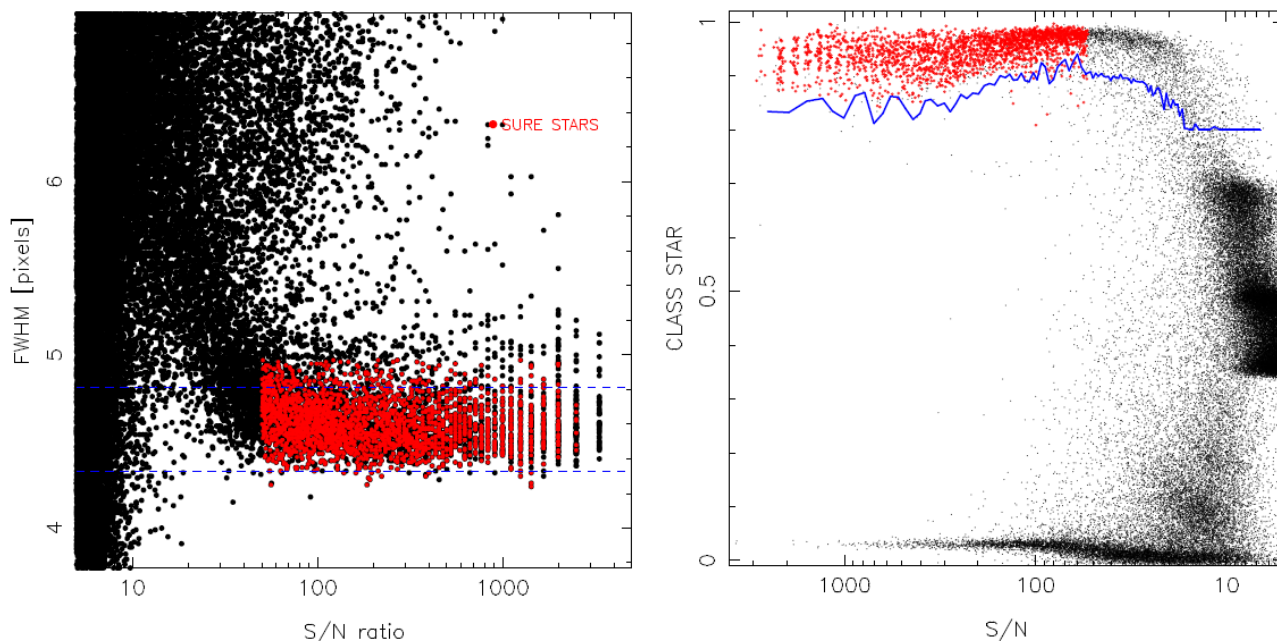 FWHM [pixels]
6
5
4
SURE STARS
10
100
1000
S/N ratio
CLASS STAR
1
0.5
0
1000
100
10
S/N